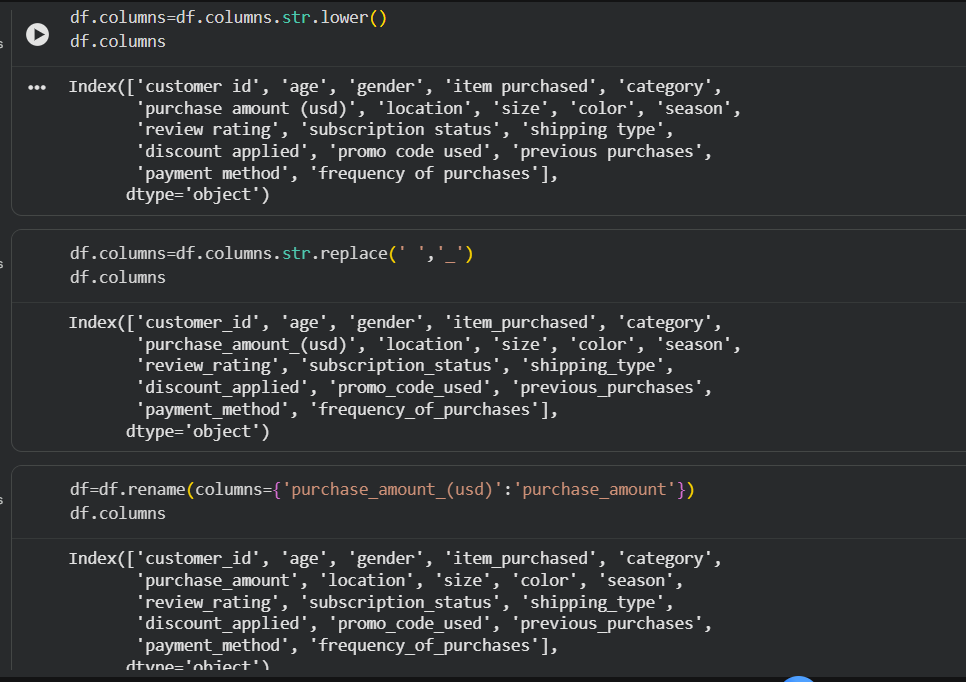 df.columns=df.columns.str.lower()
df.columns
Index(['customer id', 'age', 'gender', 'item purchased', 'category',
'purchase amount (usd)', 'location', 'size', 'color', 'season',
'review rating', 'subscription status', 'shipping type',
'discount applied', 'promo code used', 'previous purchases',
'payment method', 'frequency of purchases'],
dtype='object')
df.columns=df.columns.str.replace(' ','_')
df.columns
Index(['customer_id', 'age', 'gender', 'item_purchased', 'category',
'purchase_amount_(usd)', 'location', 'size', 'color', 'season',
'review_rating', 'subscription_status', 'shipping_type',
'discount_applied', 'promo_code_used', 'previous_purchases',
'payment_method', 'frequency_of_purchases'],
dtype='object')
df=df.rename(columns={'purchase_amount_(usd)':'purchase_amount'})
df.columns
Index(['customer_id', 'age', 'gender', 'item_purchased', 'category',
'purchase_amount', 'location', 'size', 'color', 'season',
'review_rating', 'subscription_status', 'shipping_type',
'discount_applied', 'promo_code_used', 'previous_purchases',
'payment_method', 'frequency_of_purchases'],
dtype='object')